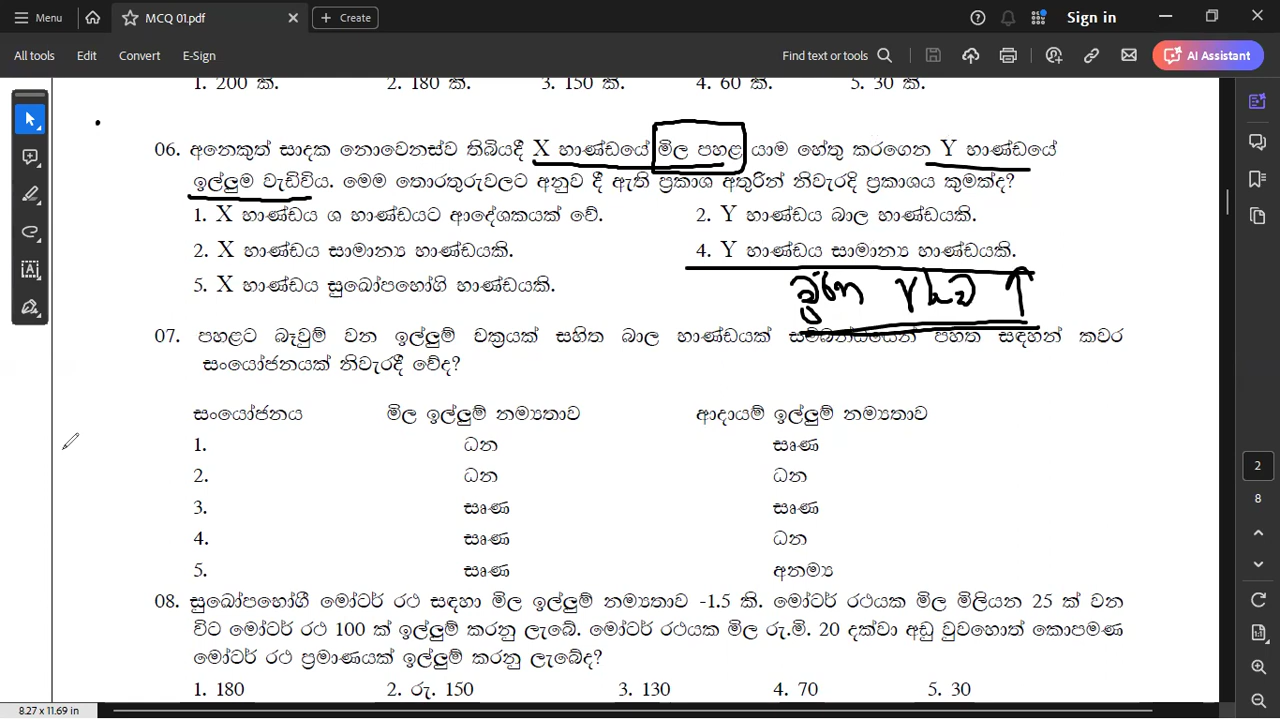 Menu
MCQ 01.pdf
Create
Sign in
All tools
Edit
Convert
E-Sign
Find text or tools
AI Assistant
1. 200 කි. 2. 180 කි. 3. 150 කි. 4. 60 කි. 5. 30 කි.
06. අනෙකුත් සාදක නොවෙනස්ව තිබියදී X භාණ්ඩයේ මිල පහළ යාම හේතු කරගෙන Y භාණ්ඩයේ
ඉල්ලුම වැඩිවිය. මෙම තොරතුරුවලට අනුව දී ඇති ප්‍රකාශ අතුරින් නිවැරදි ප්‍රකාශය කුමක්ද?
1. X භාණ්ඩය ශ භාණ්ඩයට ආදේශකයක් වේ. 2. Y භාණ්ඩය බාල භාණ්ඩයකි.
2. X භාණ්ඩය සාමාන්‍ය භාණ්ඩයකි. 4. Y භාණ්ඩය සාමාන්‍ය භාණ්ඩයකි.
5. X භාණ්ඩය සුඛෝපභෝගි භාණ්ඩයකි.
07. පහළට බෑවුම් වන ඉල්ලුම් වක්‍රයක් සහිත බාල භාණ්ඩයක් සම්බන්ධයෙන් පහත සඳහන් කවර
සංයෝජනයක් නිවැරදි වේද?
සංයෝජනය මිල ඉල්ලුම් නම්‍යතාව ආදායම් ඉල්ලුම් නම්‍යතාව
1. ධන සෘණ
2. ධන ධන
3. සෘණ සෘණ
4. සෘණ ධන
5. සෘණ අනම්‍ය
08. සුඛෝපභෝගී මෝටර් රථ සඳහා මිල ඉල්ලුම් නම්‍යතාව -1.5 කි. මෝටර් රථයක මිල මිලියන 25 ක් වන
විට මෝටර් රථ 100 ක් ඉල්ලුම් කරනු ලැබේ. මෝටර් රථයක මිල රු.මි. 20 දක්වා අඩු වුවහොත් කොපමණ
මෝටර් රථ ප්‍රමාණයක් ඉල්ලුම් කරනු ලැබේද?
1. 180 2. රු. 150 3. 130 4. 70 5. 30
2
8
8.27 x 11.69 in